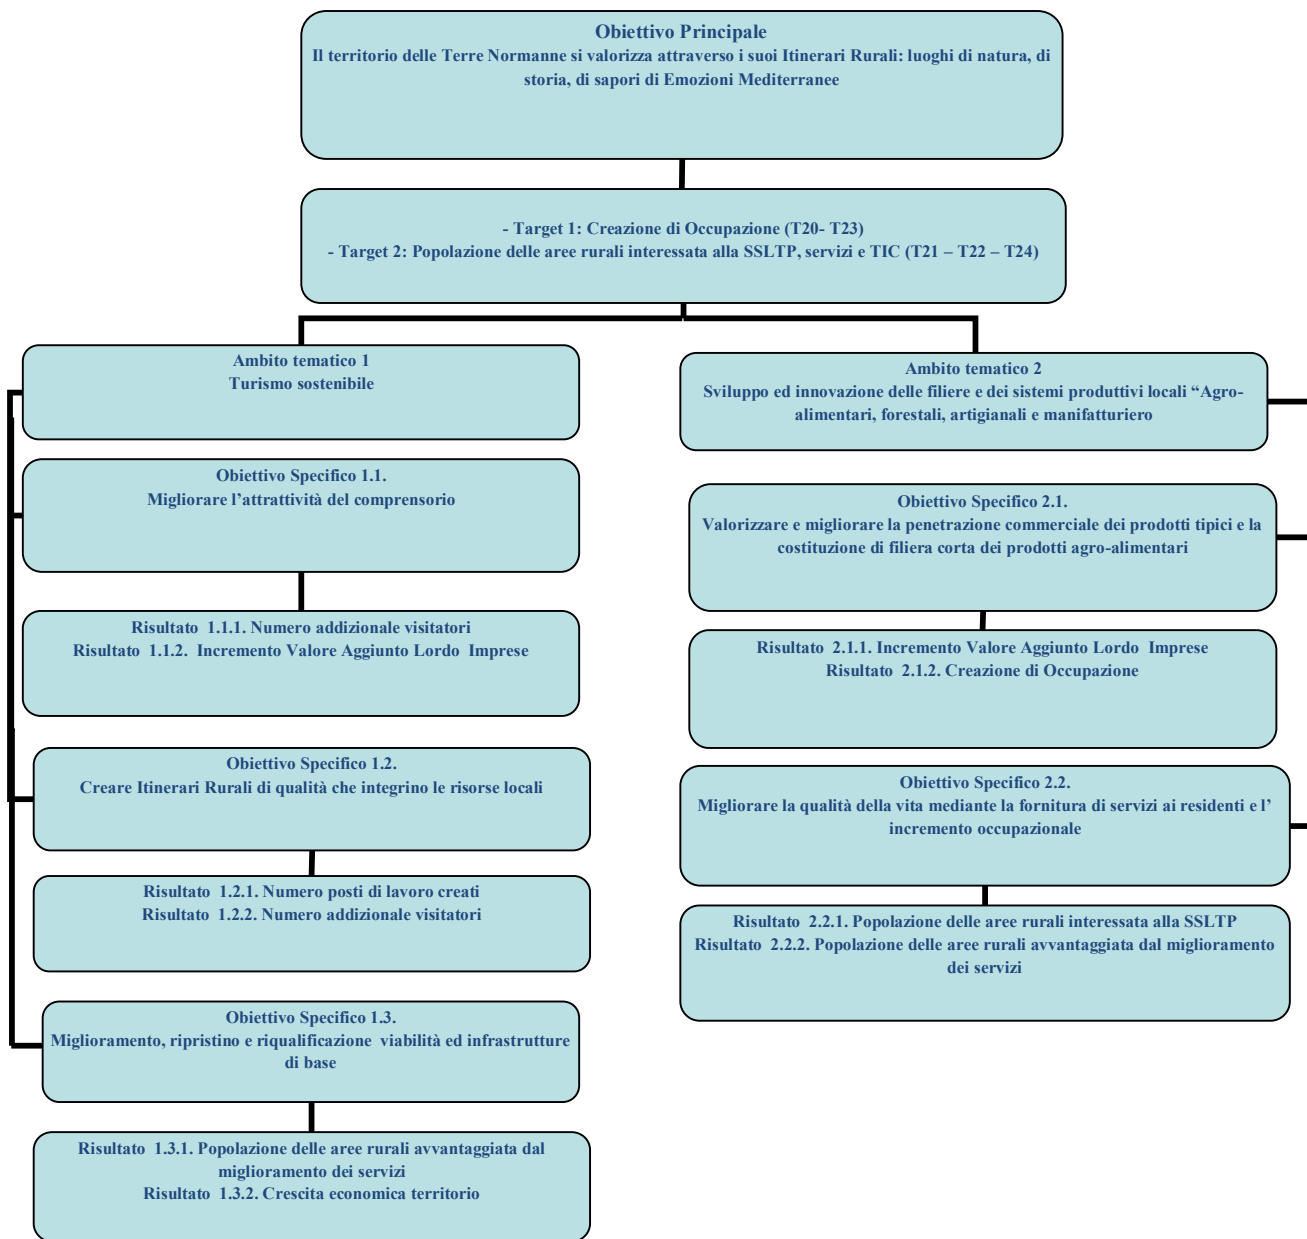 Obiettivo Principale
Il territorio delle Terre Normanne si valorizza attraverso i suoi Itinerari Rurali: luoghi di natura, di
storia, di sapori di Emozioni Mediterranee
- Target 1: Creazione di Occupazione (T20- T23)
- Target 2: Popolazione delle aree rurali interessata alla SSLTP, servizi e TIC (T21 – T22 – T24)
Ambito tematico 1
Turismo sostenibile
Obiettivo Specifico 1.1.
Migliorare l’attrattività del comprensorio
Risultato 1.1.1. Numero addizionale visitatori
Risultato 1.1.2. Incremento Valore Aggiunto Lordo Imprese
Obiettivo Specifico 1.2.
Creare Itinerari Rurali di qualità che integrino le risorse locali
Risultato 1.2.1. Numero posti di lavoro creati
Risultato 1.2.2. Numero addizionale visitatori
Obiettivo Specifico 1.3.
Miglioramento, ripristino e riqualificazione viabilità ed infrastrutture
di base
Risultato 1.3.1. Popolazione delle aree rurali avvantaggiata dal
miglioramento dei servizi
Risultato 1.3.2. Crescita economica territorio
Ambito tematico 2
Sviluppo ed innovazione delle filiere e dei sistemi produttivi locali “Agro-
alimentari, forestali, artigianali e manifatturiero
Obiettivo Specifico 2.1.
Valorizzare e migliorare la penetrazione commerciale dei prodotti tipici e la
costituzione di filiera corta dei prodotti agro-alimentari
Risultato 2.1.1. Incremento Valore Aggiunto Lordo Imprese
Risultato 2.1.2. Creazione di Occupazione
Obiettivo Specifico 2.2.
Migliorare la qualità della vita mediante la fornitura di servizi ai residenti e l’
incremento occupazionale
Risultato 2.2.1. Popolazione delle aree rurali interessata alla SSLTP
Risultato 2.2.2. Popolazione delle aree rurali avvantaggiata dal miglioramento
dei servizi